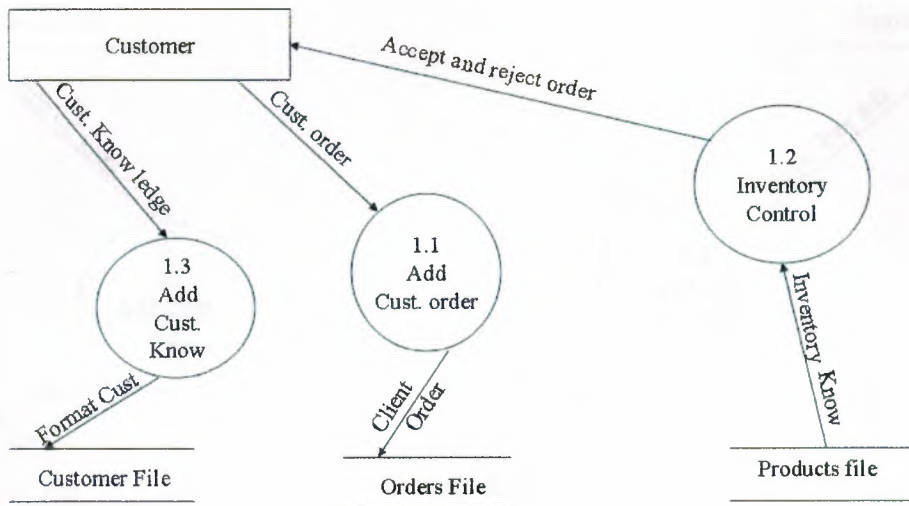 Customer
Accept and reject order
Cust. Know ledge
Cust. order
1.2
Inventory
Control
1.1
Add
Cust. order
1.3
Add
Cust.
Know
Inventory Know
Client
Order
Format Cust
Customer File
Orders File
Products file